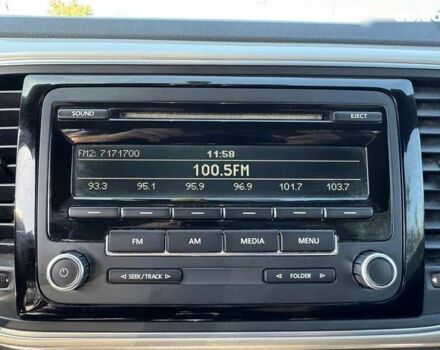 SOUND
EJECT
FM2: 7171700 11:58
100.5FM
93.3 95.1 95.9 96.9 101.7 103.7
FM AM MEDIA MENU
SEEK/TRACK
FOLDER